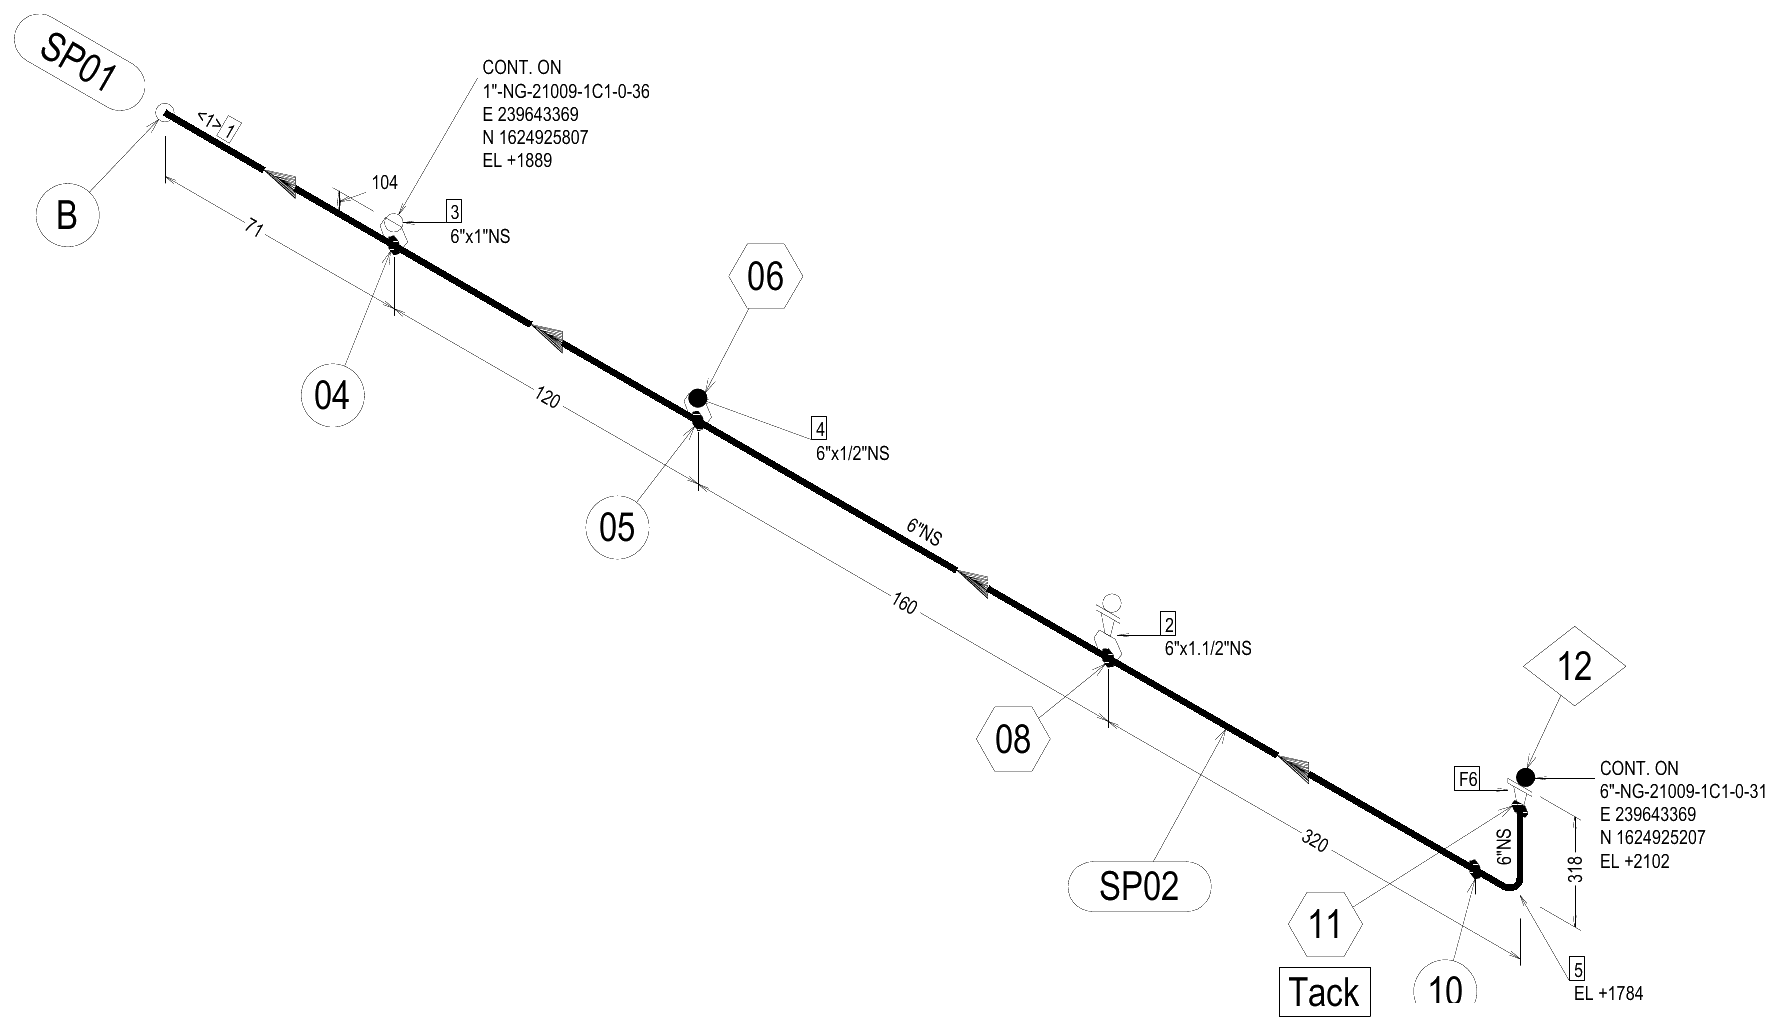 SP01
<1> 1
B
71
104
CONT. ON
1"-NG-21009-1C1-0-36
E 239643369
N 1624925807
EL +1889
3
6"x1"NS
04
120
06
4
6"x1/2"NS
05
6"NS
160
2
6"x1.1/2"NS
08
320
SP02
12
F6
CONT. ON
6"-NG-21009-1C1-0-31
E 239643369
N 1624925207
EL +2102
6"NS
318
11
Tack
10
5
EL +1784